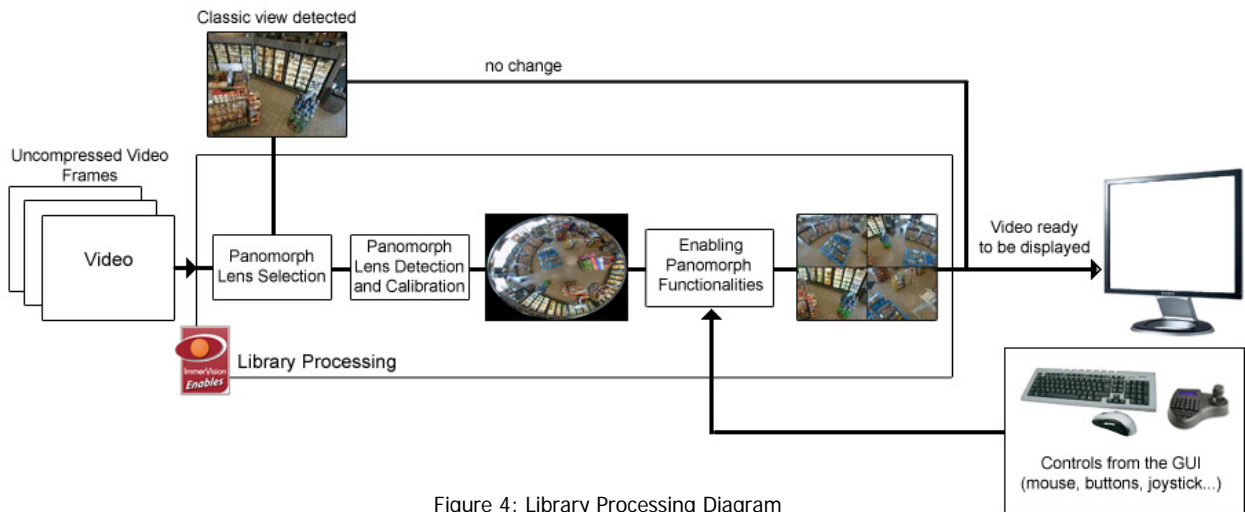 Classic view detected
no change
Uncompressed Video
Frames
Video
Panomorph
Lens Selection
Panomorph
Lens Detection
and Calibration
Enabling
Panomorph
Functionalities
Video ready
to be displayed
ImmerVision
Enables
Library Processing
Controls from the GUI
(mouse, buttons, joystick...)
Figure 4: Library Processing Diagram